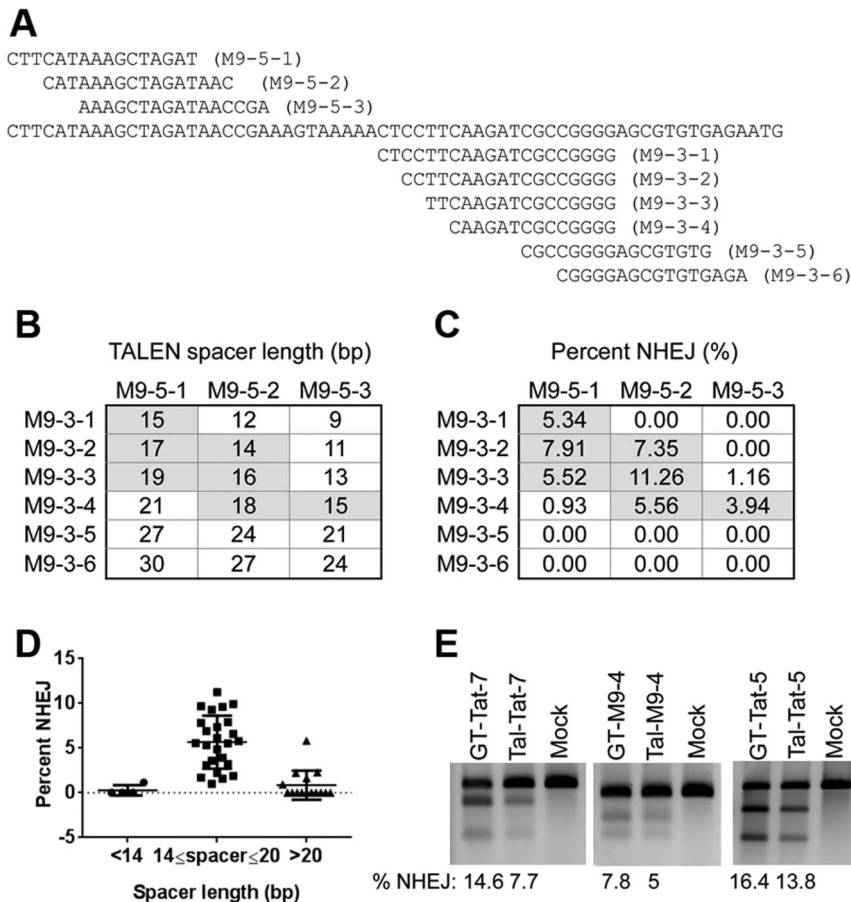 A
CTTCATAAAGCTAGAT (M9-5-1)
CATAAAGCTAGATAAC (M9-5-2)
AAAGCTAGATAACCGA (M9-5-3)
CTTCATAAAGCTAGATAACCGAAAGTAAAAACTCCTTCAAGATCGCCGGGGAGCGTGTGAGAATG
CTCCTTCAAGATCGCCGGGG (M9-3-1)
CCTTCAAGATCGCCGGGG (M9-3-2)
TTCAAGATCGCCGGGG (M9-3-3)
CAAGATCGCCGGGG (M9-3-4)
CGCCGGGGAGCGTGTG (M9-3-5)
CGGGGAGCGTGTGAGA (M9-3-6)
B
TALEN spacer length (bp)
M9-5-1 M9-5-2 M9-5-3
M9-3-1 15 12 9
M9-3-2 17 14 11
M9-3-3 19 16 13
M9-3-4 21 18 15
M9-3-5 27 24 21
M9-3-6 30 27 24
C
Percent NHEJ (%)
M9-5-1 M9-5-2 M9-5-3
M9-3-1 5.34 0.00 0.00
M9-3-2 7.91 7.35 0.00
M9-3-3 5.52 11.26 1.16
M9-3-4 0.93 5.56 3.94
M9-3-5 0.00 0.00 0.00
M9-3-6 0.00 0.00 0.00
D
Percent NHEJ
15
10
5
0
-5
<14 14≤spacer≤20 >20
Spacer length (bp)
E
GT-Tat-7
Tal-Tat-7
Mock
GT-M9-4
Tal-M9-4
Mock
GT-Tat-5
Tal-Tat-5
Mock
% NHEJ: 14.6 7.7 7.8 5 16.4 13.8